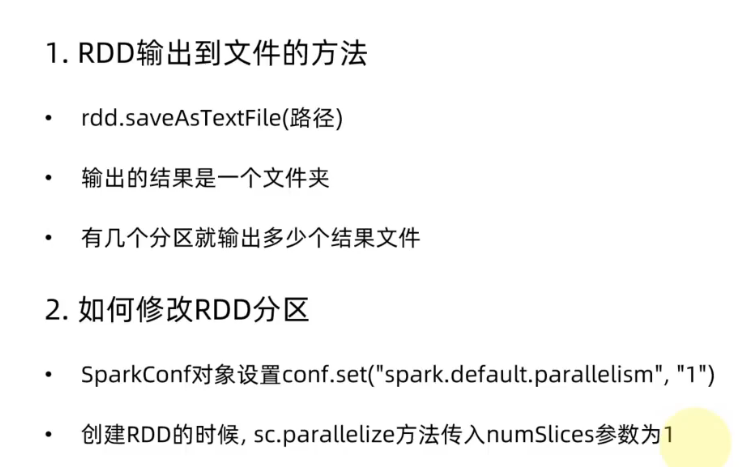 1. RDD输出到文件的方法
• rdd.saveAsTextFile(路径)
• 输出的结果是一个文件夹
• 有几个分区就输出多少个结果文件
2. 如何修改RDD分区
• SparkConf对象设置conf.set("spark.default.parallelism", "1")
• 创建RDD的时候, sc.parallelize方法传入numSlices参数为1